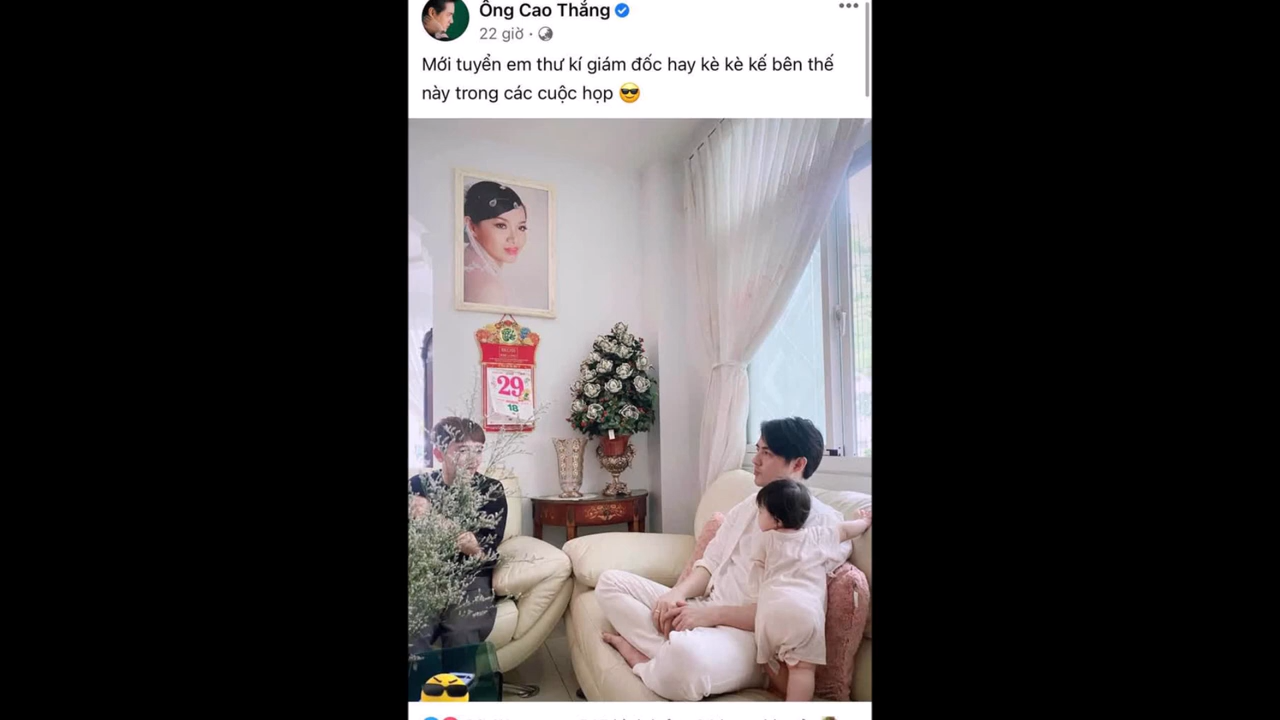 Ông Cao Thắng
22 giờ
Mới tuyển em thư kí giám đốc hay kè kè kế bên thế
này trong các cuộc họp 😎
29
18